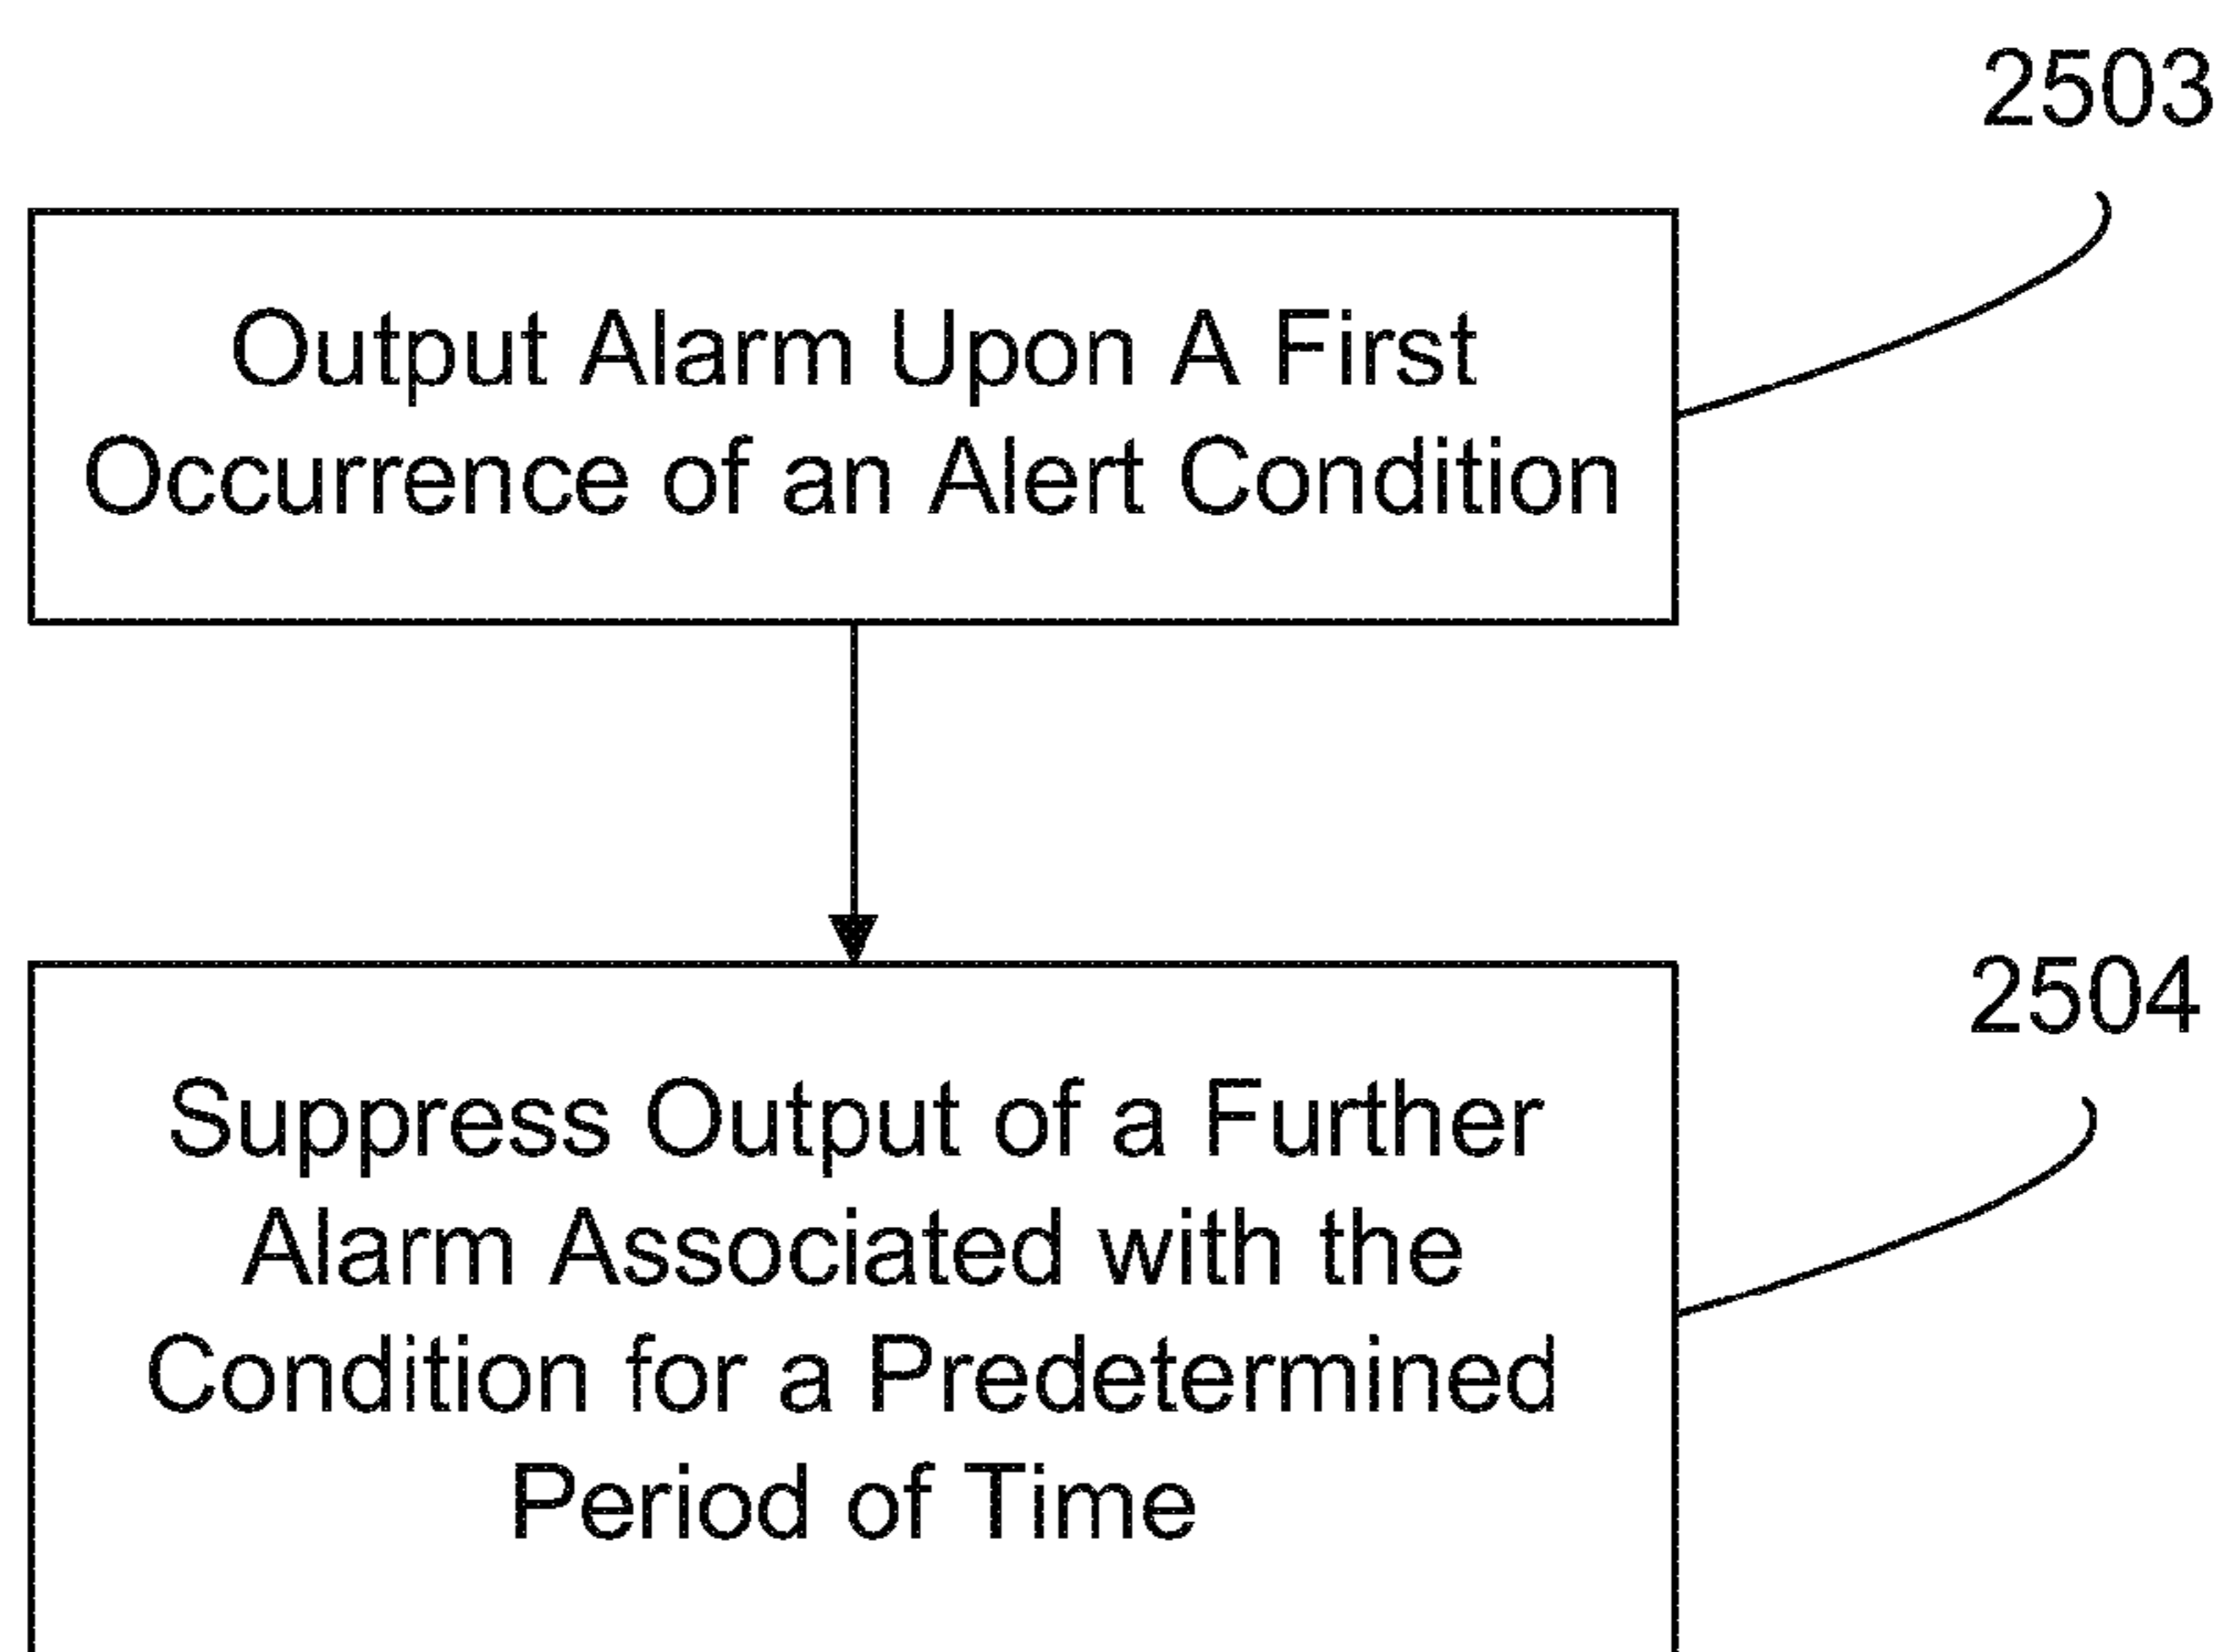 2503
Output Alarm Upon A First
Occurrence of an Alert Condition
2504
Suppress Output of a Further
Alarm Associated with the
Condition for a Predetermined
Period of Time